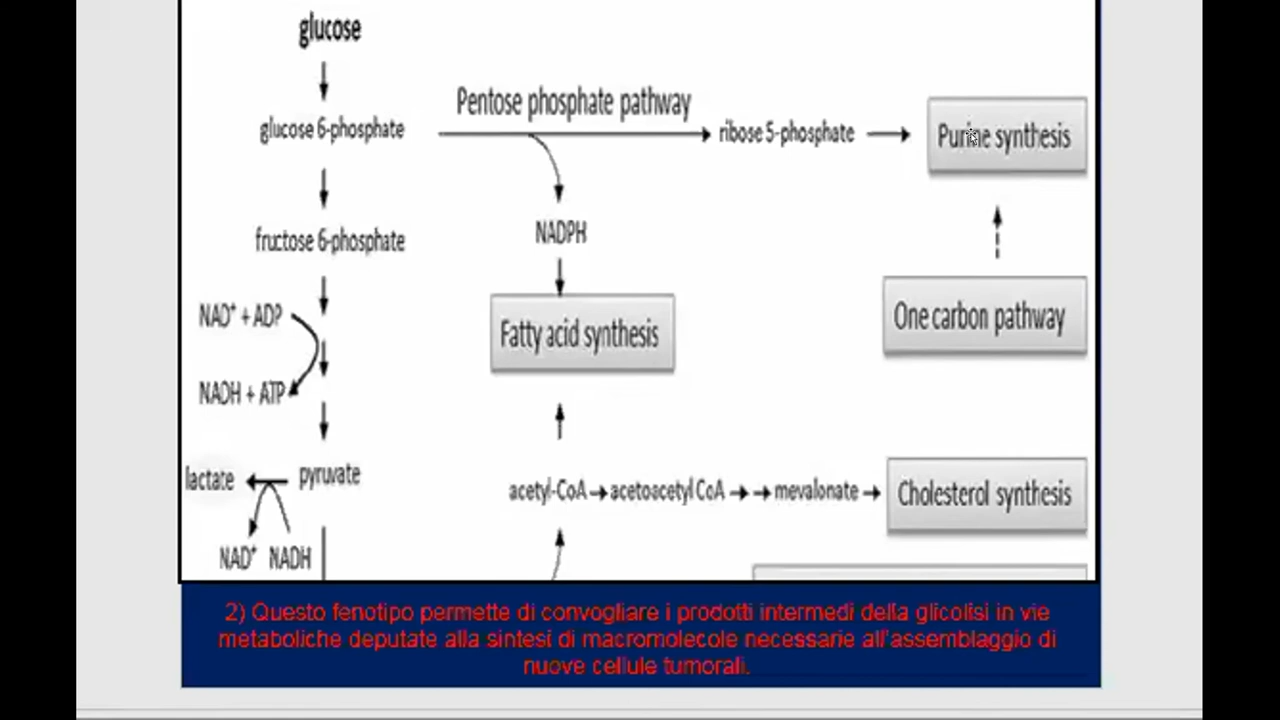 glucose
Pentose phosphate pathway
glucose 6-phosphate
ribose 5-phosphate
Purine synthesis
NADPH
fructose 6-phosphate
NAD⁺ + ADP
One carbon pathway
Fatty acid synthesis
NADH + ATP
lactate
pyruvate
acetyl-CoA
acetoacetyl CoA
mevalonate
Cholesterol synthesis
NAD⁺
NADH
2) Questo fenotipo permette di convogliare i prodotti intermedi della glicolisi in vie
metaboliche deputate alla sintesi di macromolecole necessarie all'assemblaggio di
nuove cellule tumorali.